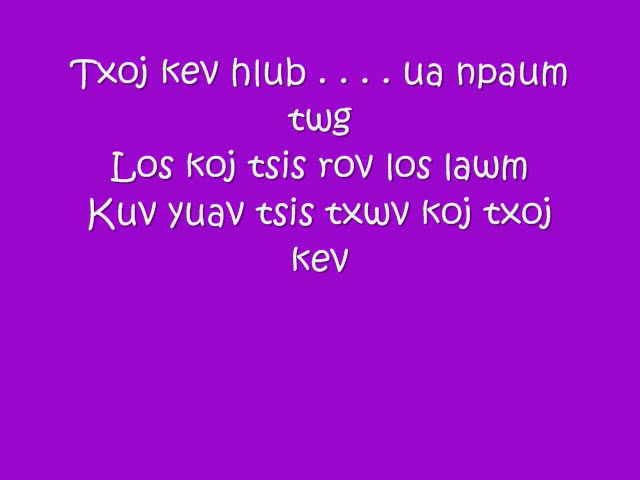 Txoj kev hlub . . . . ua npaum
twg
Los koj tsis rov los lawm
Kuv yuav tsis txwv koj txoj
kev